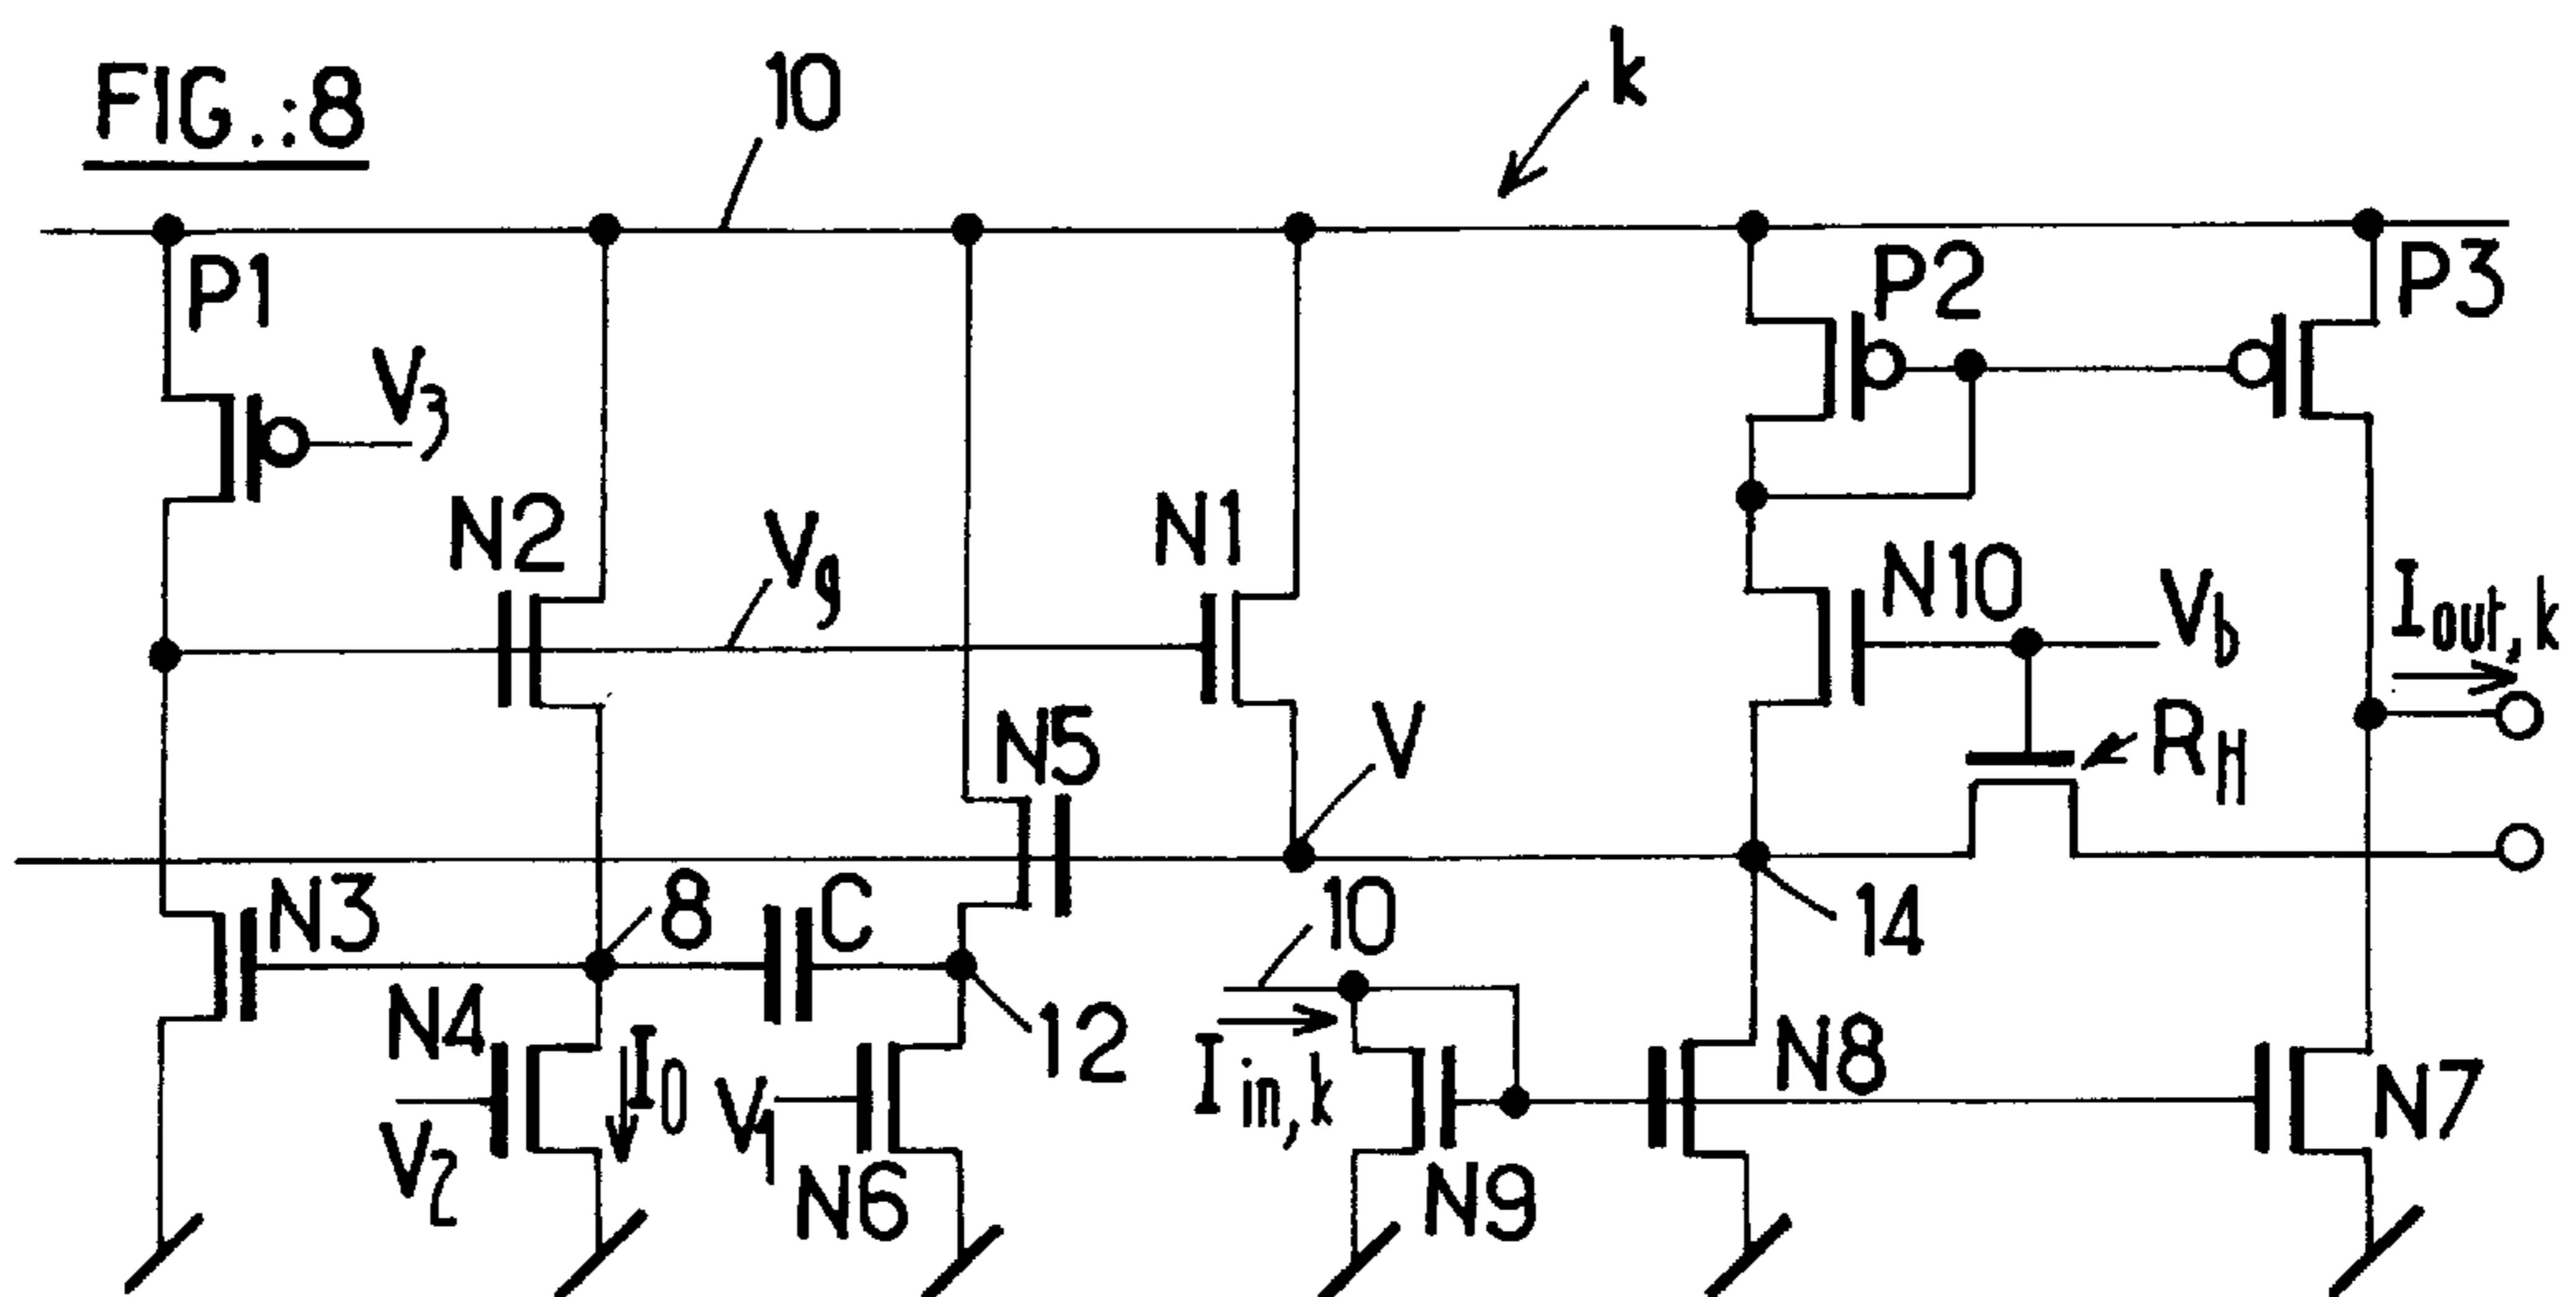 FIG.:8
10
k
P1
P2
P3
V3
N2
Vg
N1
N10
Vb
Iout,k
N5
V
RH
N3
8
C
10
14
N4
I0
12
Iin,k
N8
V1
N7
V2
N6
N9